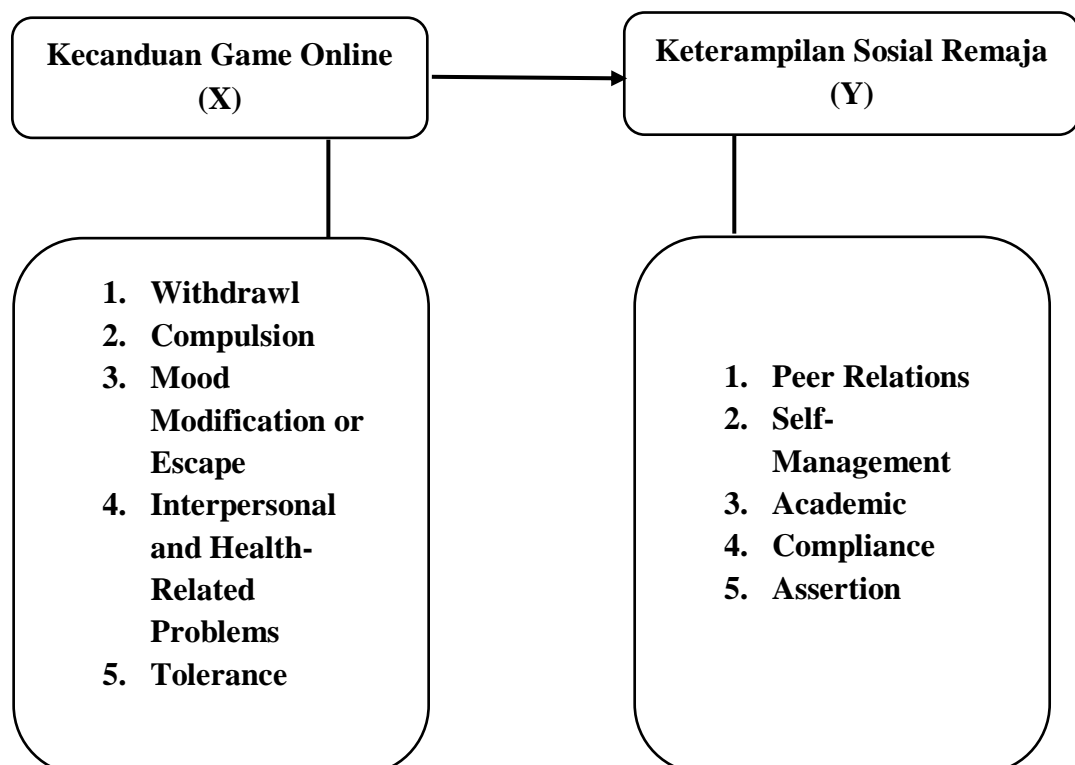 Kecanduan Game Online
(X)
Keterampilan Sosial Remaja
(Y)
1. Withdrawl
2. Compulsion
3. Mood
Modification or
Escape
4. Interpersonal
and Health-
Related
Problems
5. Tolerance
1. Peer Relations
2. Self-
Management
3. Academic
4. Compliance
5. Assertion